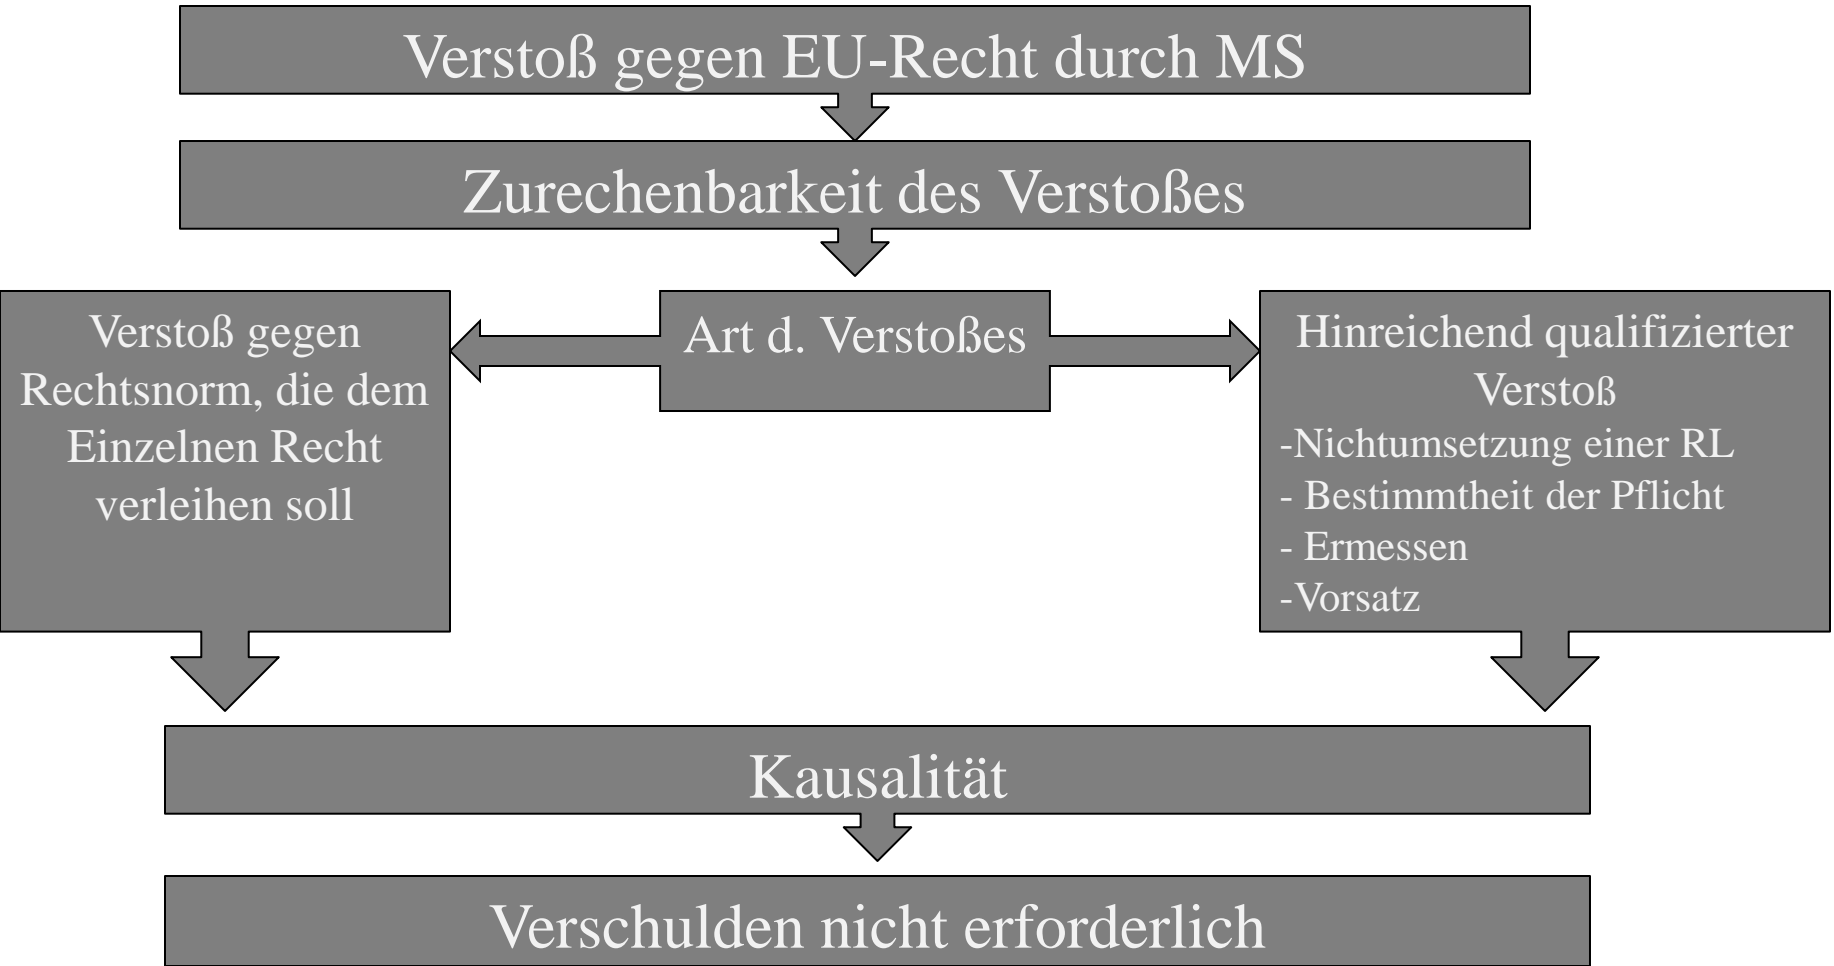 Verstoß gegen EU-Recht durch MS
Zurechenbarkeit des Verstoßes
Verstoß gegen
Rechtsnorm, die dem
Einzelnen Recht
verleihen soll
Art d. Verstoßes
Hinreichend qualifizierter
Verstoß
-Nichtumsetzung einer RL
- Bestimmtheit der Pflicht
- Ermessen
-Vorsatz
Kausalität
Verschulden nicht erforderlich